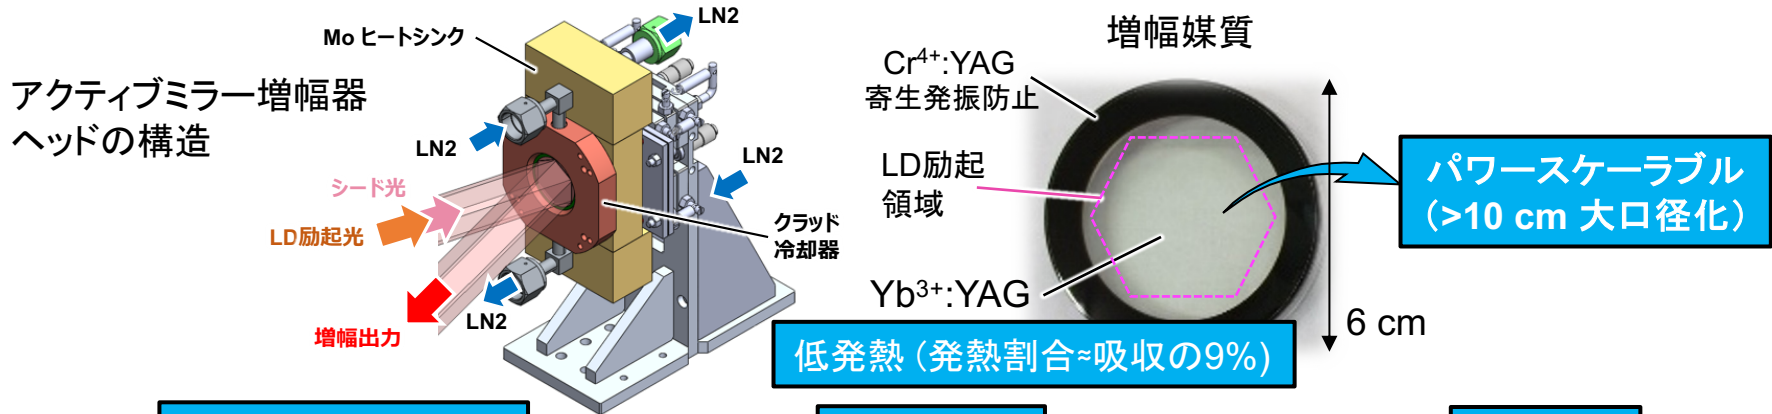 アクティブミラー増幅器
ヘッドの構造
Mo ヒートシンク
LN2
LN2
LN2
シード光
LD励起光
クラッド
冷却器
LN2
増幅出力
増幅媒質
Cr⁴⁺:YAG
寄生発振防止
LD励起
領域
Yb³⁺:YAG
パワースケーラブル
(>10 cm 大口径化)
6 cm
低発熱 (発熱割合≈吸収の9%)